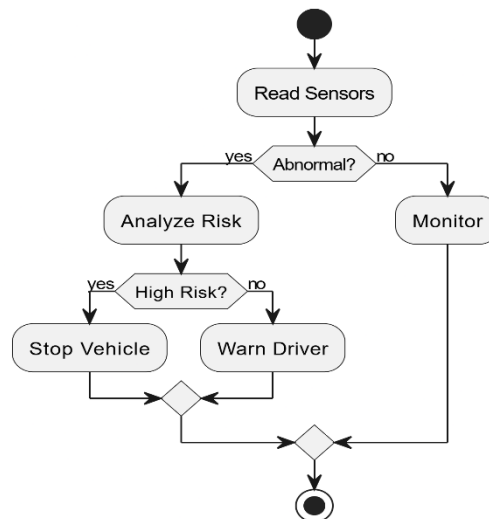 Read Sensors
yes
Abnormal?
no
Analyze Risk
Monitor
yes
High Risk?
no
Stop Vehicle
Warn Driver